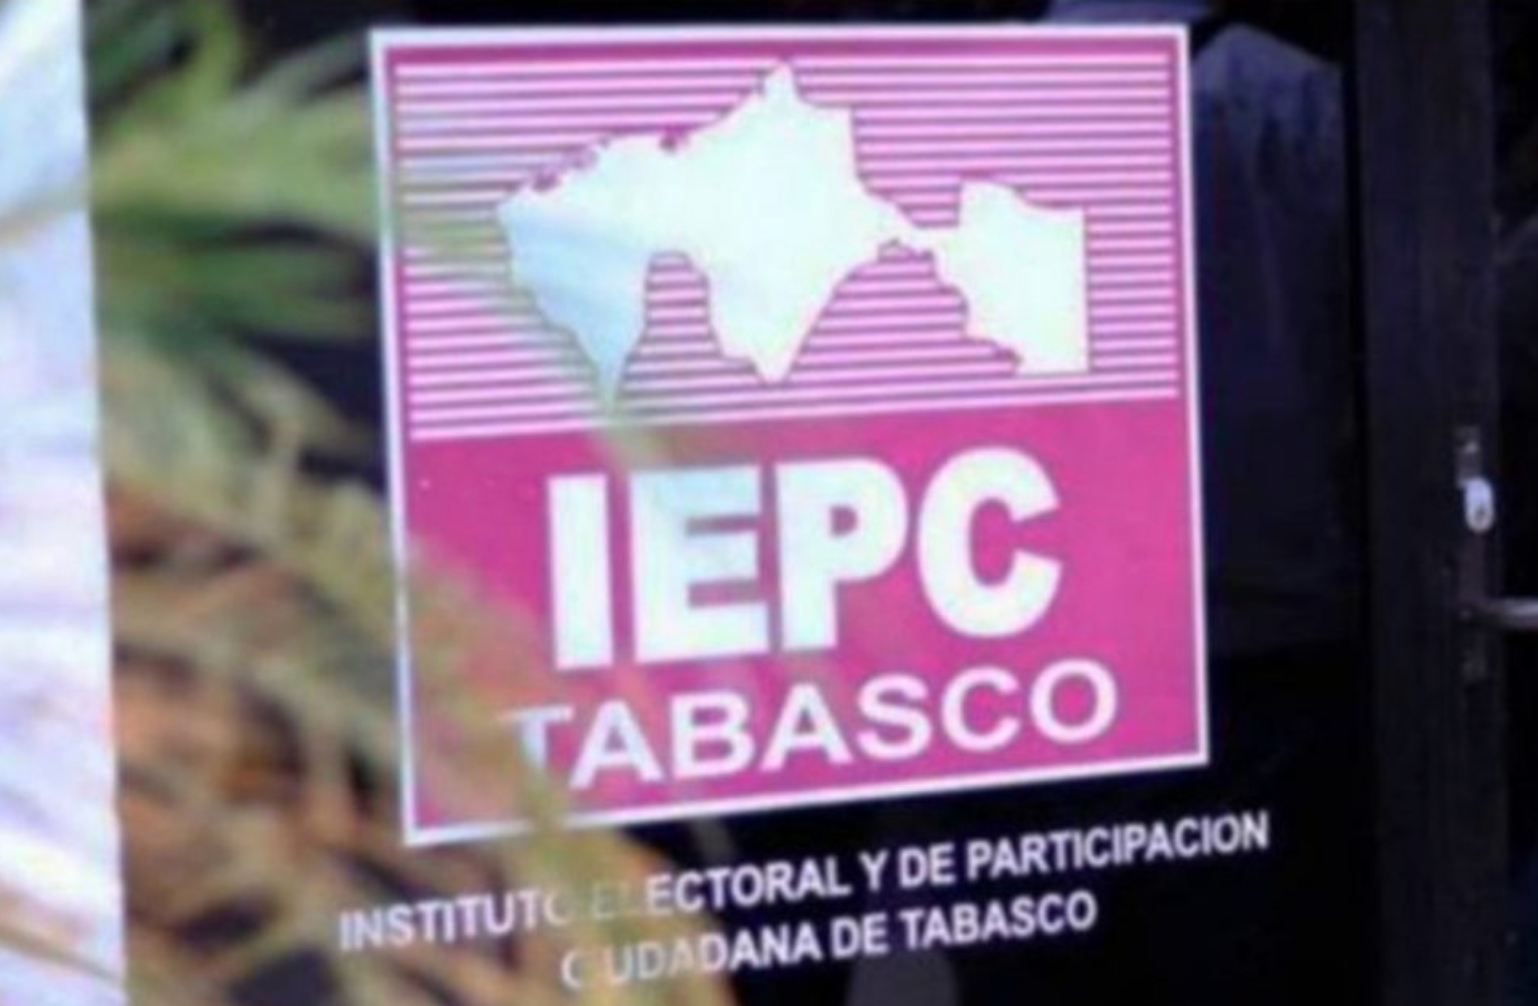 IEPC
TABASCO
INSTITUTO ELECTORAL Y DE PARTICIPACION
CIUDADANA DE TABASCO